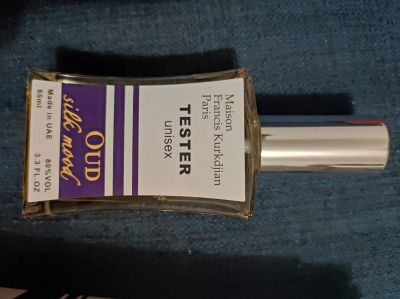 Maison
Francis Kurkdjian
Paris
TESTER
unisex
OUD
silk mood
80%VOL
3.3 FL.OZ
Made in UAE
60ml